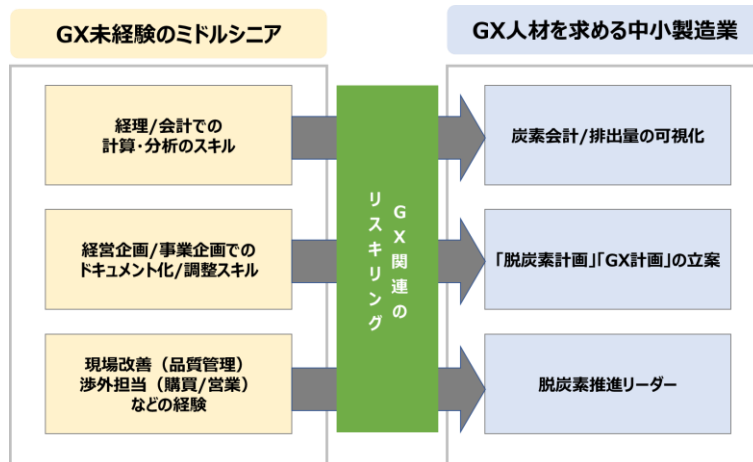 GX未経験のミドルシニア
GX人材を求める中小製造業
経理/会計での
計算・分析のスキル
炭素会計/排出量の可視化
経営企画/事業企画での
ドキュメント化/調整スキル
「脱炭素計画」「GX計画」の立案
現場改善（品質管理）
渉外担当（購買/営業）
などの経験
脱炭素推進リーダー
GX関連の
リスキリング